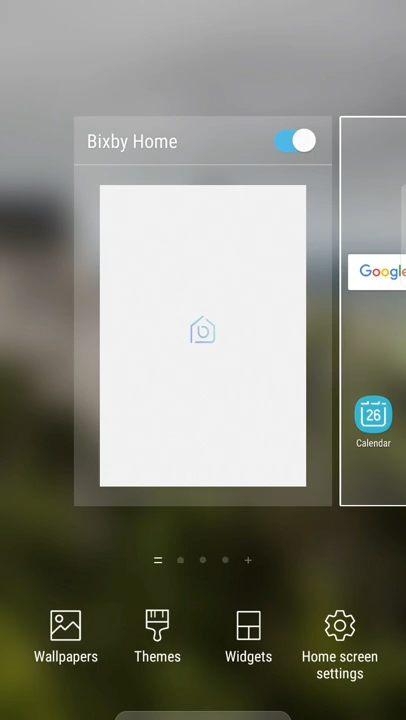 Bixby Home
Google
26
Calendar
Wallpapers
Themes
Widgets
Home screen
settings